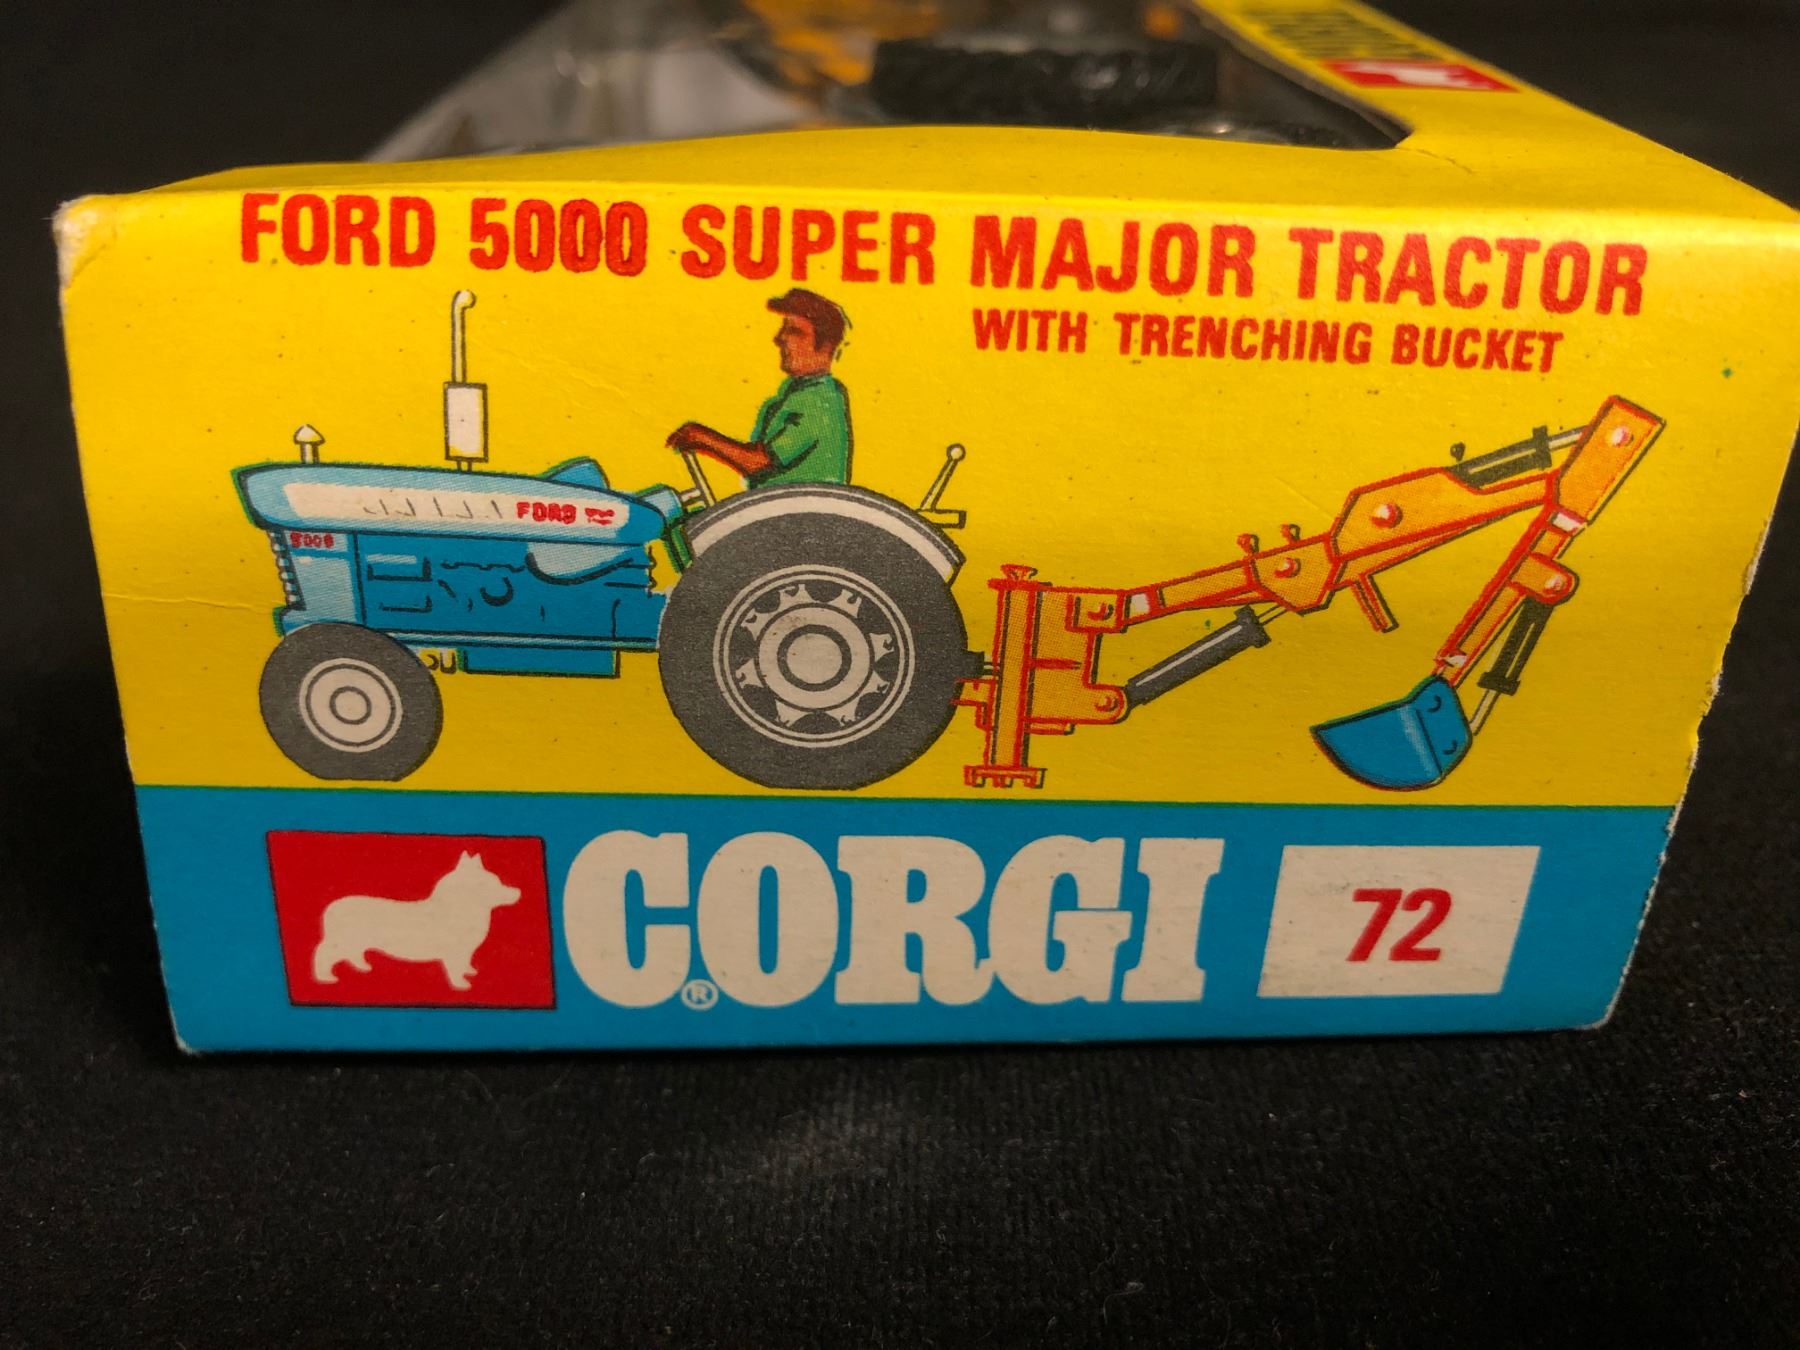 FORD 5000 SUPER MAJOR TRACTOR
WITH TRENCHING BUCKET
FORD
5000
CORGI®
72